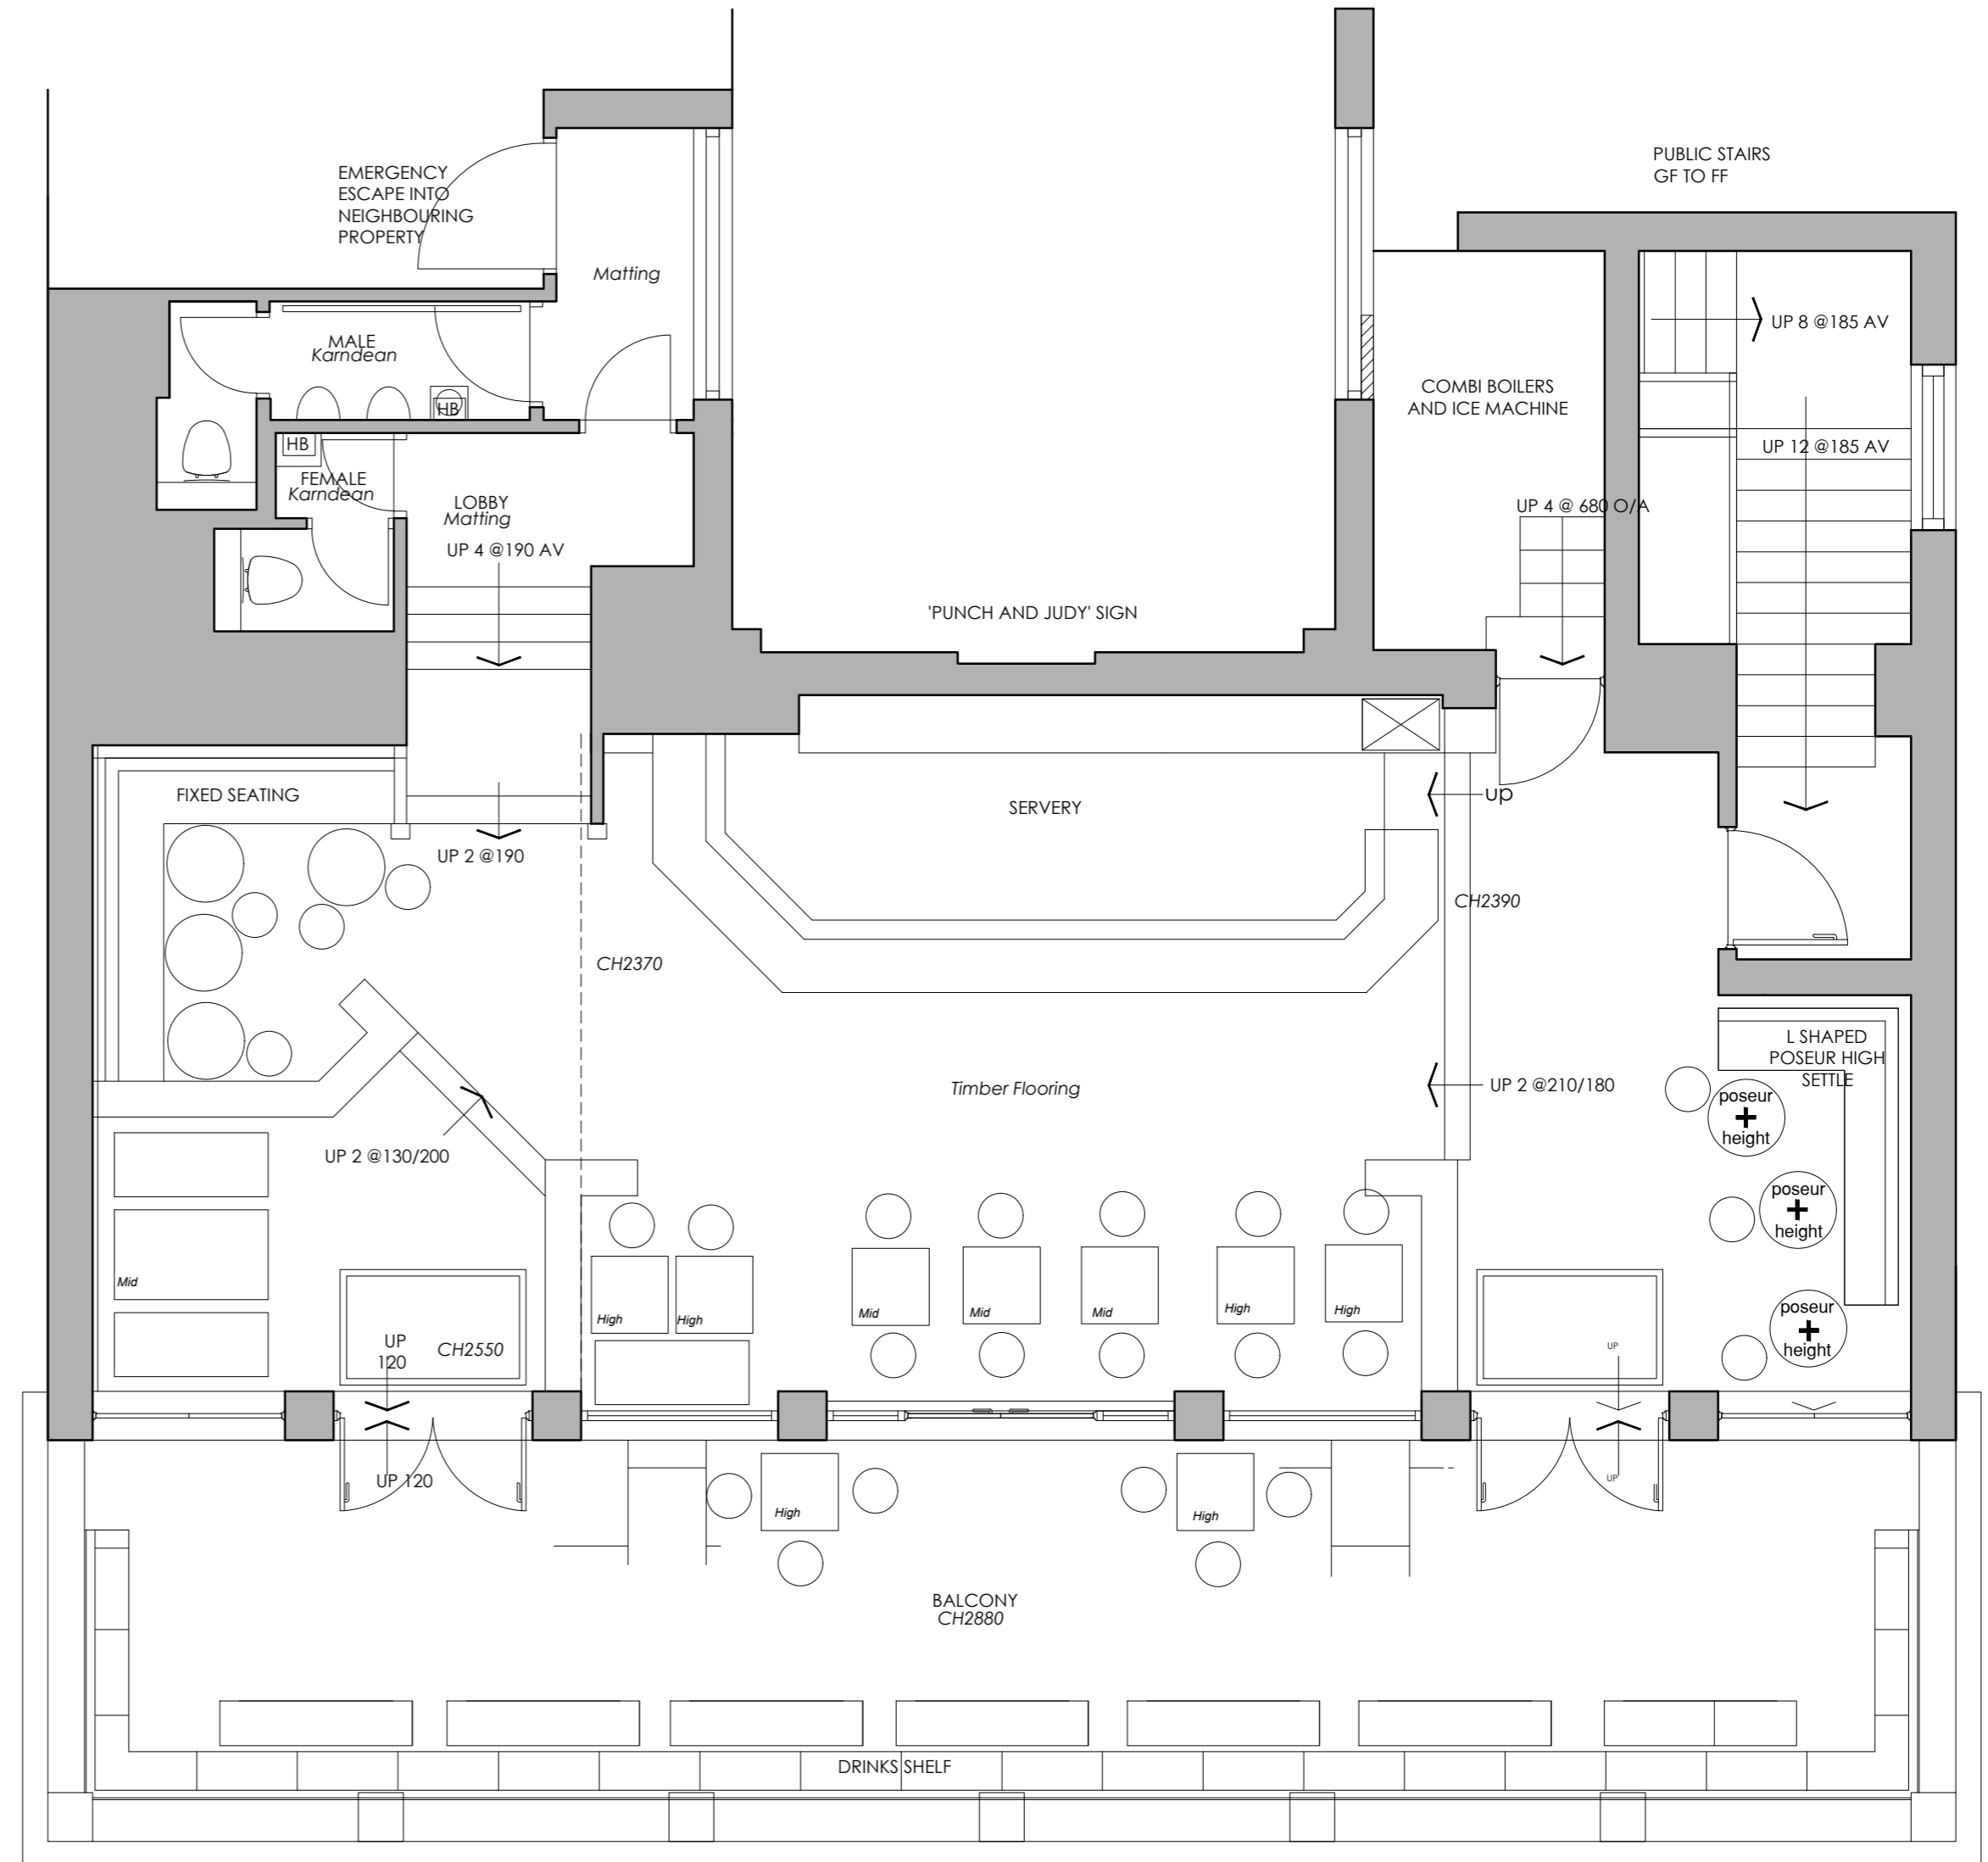 PUBLIC STAIRS
GF TO FF
EMERGENCY
ESCAPE INTO
NEIGHBOURING
PROPERTY
Matting
UP 8 @185 AV
MALE
Karndean
HB
COMBI BOILERS
AND ICE MACHINE
HB
UP 12 @185 AV
FEMALE
Karndean
LOBBY
Matting
UP 4 @ 680 O/A
UP 4 @190 AV
'PUNCH AND JUDY' SIGN
FIXED SEATING
SERVERY
up
UP 2 @190
CH2390
CH2370
L SHAPED
POSEUR HIGH
SETTLE
Timber Flooring
UP 2 @210/180
poseur
height
UP 2 @130/200
poseur
height
Mid
High
High
Mid
Mid
Mid
High
High
poseur
height
UP
120
CH2550
UP
UP 120
UP
High
High
BALCONY
CH2880
DRINKS SHELF